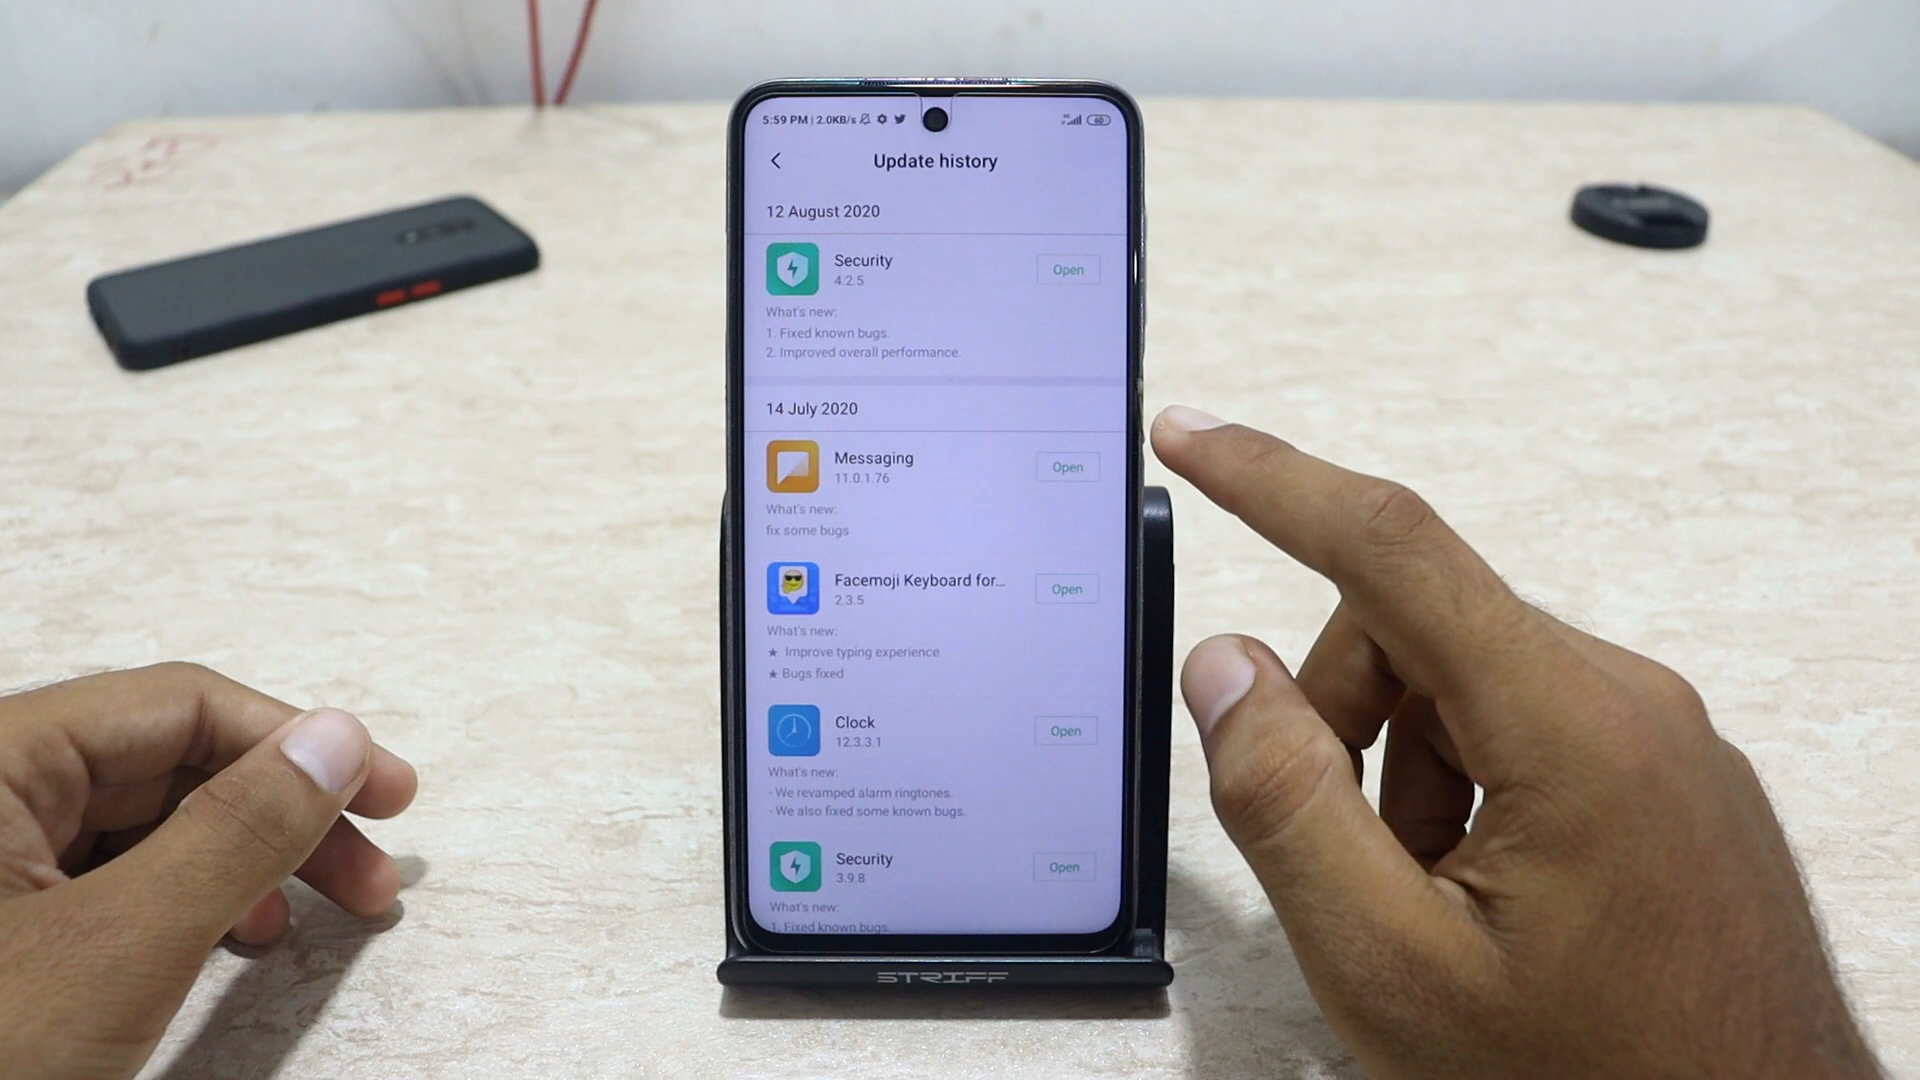 5:59 PM | 2.0KB/s
60
Update history
12 August 2020
Security
4.2.5
Open
What's new:
1. Fixed known bugs.
2. Improved overall performance.
14 July 2020
Messaging
11.0.1.76
Open
What's new:
fix some bugs
Facemoji Keyboard for...
2.3.5
Open
What's new:
★ Improve typing experience
★ Bugs fixed
Clock
12.3.3.1
Open
What's new:
- We revamped alarm ringtones.
- We also fixed some known bugs.
Security
3.9.8
Open
What's new:
1. Fixed known bugs.
STRIFF